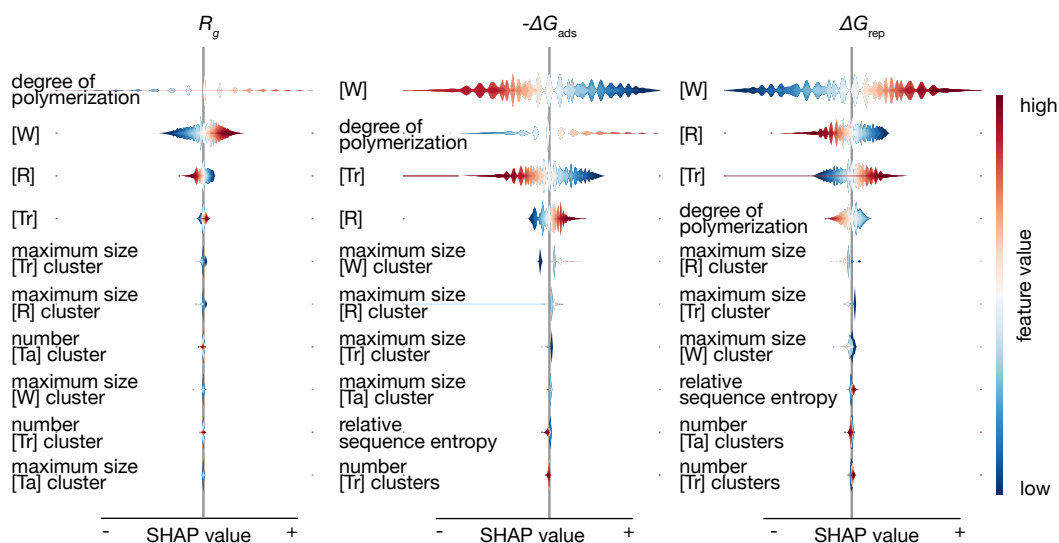 R_g
degree of
polymerization
[W]
[R]
[Tr]
maximum size
[Tr] cluster
maximum size
[R] cluster
number
[Ta] cluster
maximum size
[W] cluster
number
[Tr] cluster
maximum size
[Ta] cluster
- SHAP value +
-ΔG_ads
[W]
degree of
polymerization
[Tr]
[R]
maximum size
[W] cluster
maximum size
[R] cluster
maximum size
[Tr] cluster
maximum size
[Ta] cluster
relative
sequence entropy
number
[Tr] clusters
- SHAP value +
ΔG_rep
[W]
[R]
[Tr]
degree of
polymerization
maximum size
[R] cluster
maximum size
[Tr] cluster
maximum size
[W] cluster
relative
sequence entropy
number
[Ta] clusters
number
[Tr] clusters
- SHAP value +
high
feature value
low